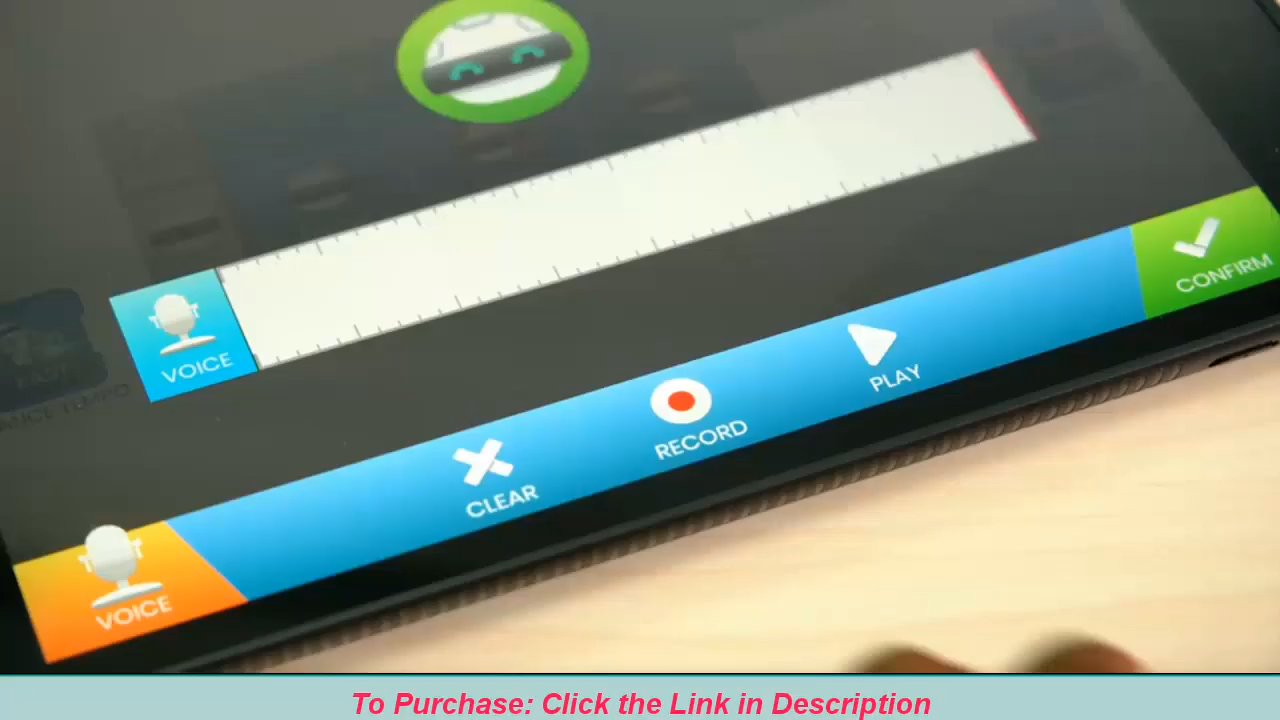 VOICE
CONFIRM
PLAY
RECORD
CLEAR
VOICE
To Purchase: Click the Link in Description